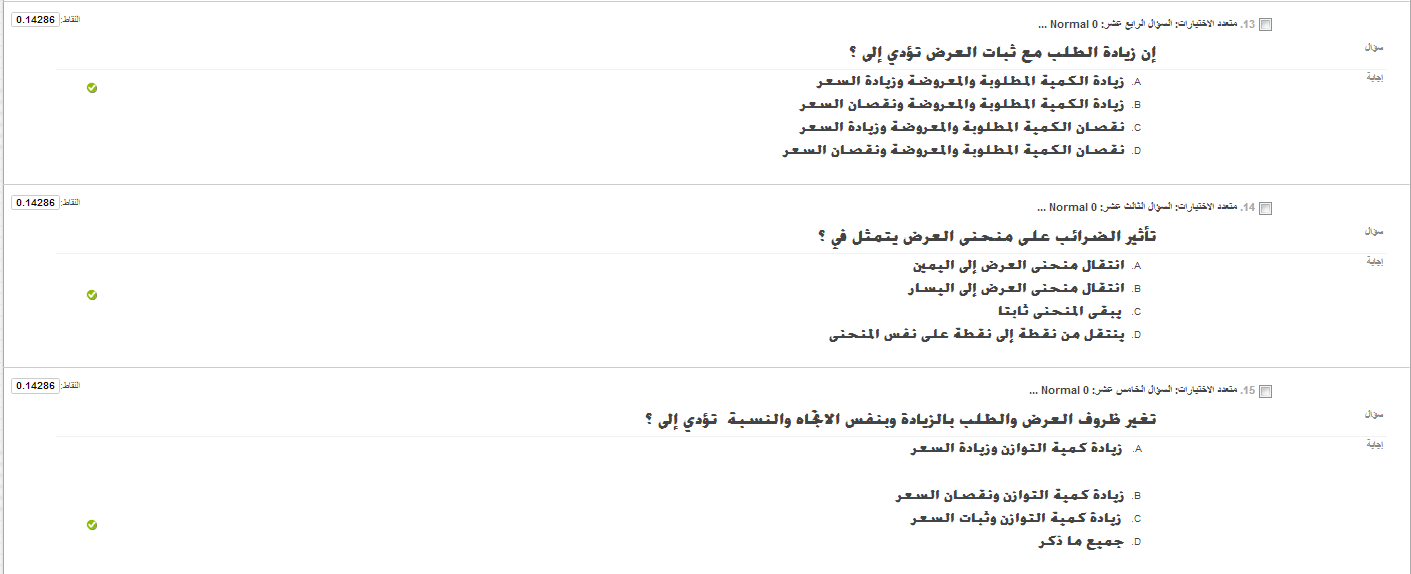 13. متعدد الاختيارات: السؤال الرابع عشر: Normal 0 ... النقاط: 0.14286
سؤال إن زيادة الطلب مع ثبات العرض تؤدي إلى ؟
إجابة A. زيادة الكمية المطلوبة والمعروضة وزيادة السعر
B. زيادة الكمية المطلوبة والمعروضة ونقصان السعر
C. نقصان الكمية المطلوبة والمعروضة وزيادة السعر
D. نقصان الكمية المطلوبة والمعروضة ونقصان السعر
14. متعدد الاختيارات: السؤال الثالث عشر: Normal 0 ... النقاط: 0.14286
سؤال تأثير الضرائب على منحنى العرض يتمثل في ؟
إجابة A. انتقال منحنى العرض إلى اليمين
B. انتقال منحنى العرض إلى اليسار
C. يبقى المنحنى ثابتا
D. ينتقل من نقطة إلى نقطة على نفس المنحنى
15. متعدد الاختيارات: السؤال الخامس عشر: Normal 0 ... النقاط: 0.14286
سؤال تغير ظروف العرض والطلب بالزيادة وبنفس الاتجاه والنسبة تؤدي إلى ؟
إجابة A. زيادة كمية التوازن وزيادة السعر
B. زيادة كمية التوازن ونقصان السعر
C. زيادة كمية التوازن وثبات السعر
D. جميع ما ذكر